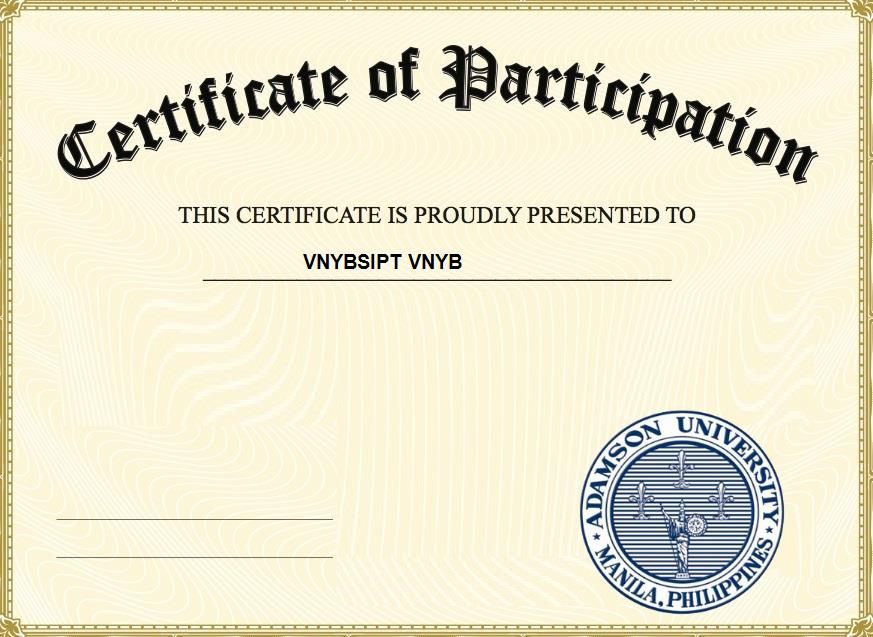 Certificate of Participation
THIS CERTIFICATE IS PROUDLY PRESENTED TO
VNYBSIPT VNYB
ADAMSON UNIVERSITY
MANILA, PHILIPPINES